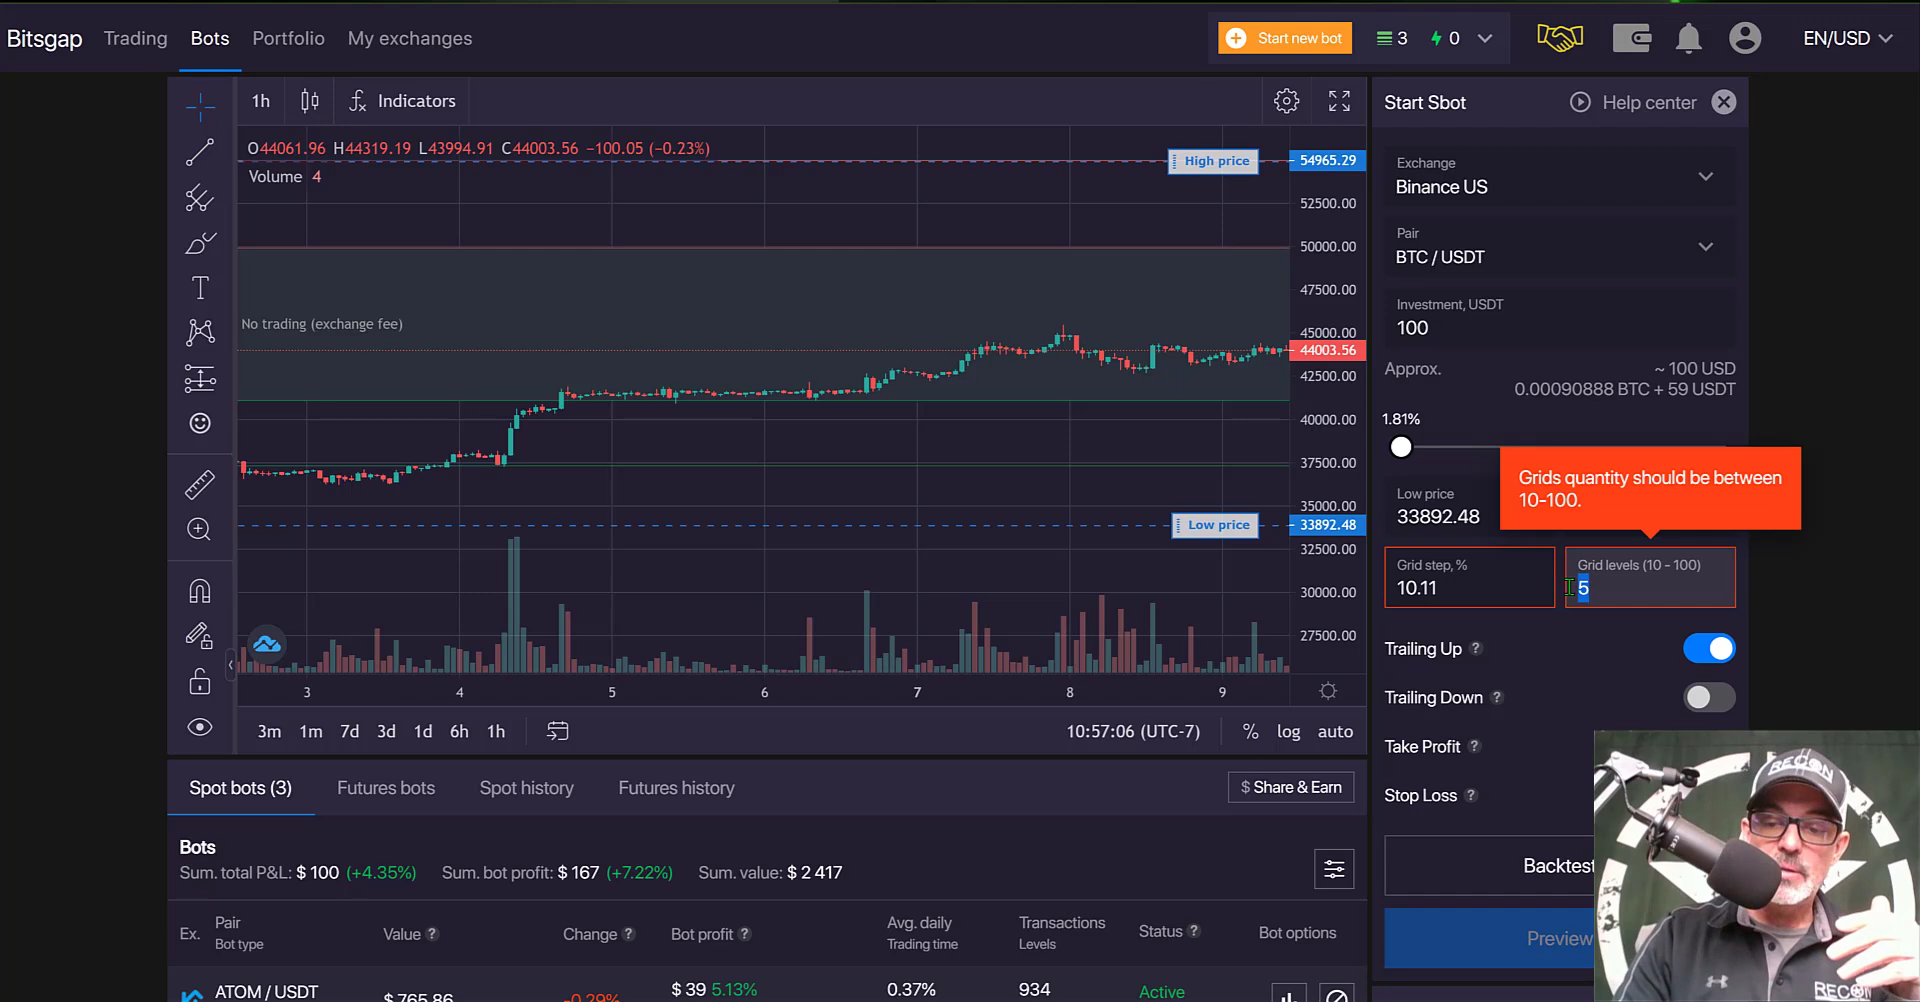 Bitsgap Trading Bots Portfolio My exchanges Start new bot 3 0 EN/USD
1h Indicators
O44061.96 H44319.19 L43994.91 C44003.56 −100.05 (−0.23%)
Volume 4
High price 54965.29
52500.00
50000.00
47500.00
No trading (exchange fee)
45000.00
44003.56
42500.00
40000.00
37500.00
35000.00
Low price 33892.48
32500.00
30000.00
27500.00
3 4 5 6 7 8 9
3m 1m 7d 3d 1d 6h 1h 10:57:06 (UTC-7) % log auto
Start Sbot Help center
Exchange
Binance US
Pair
BTC / USDT
Investment, USDT
100
Approx. ~ 100 USD
0.00090888 BTC + 59 USDT
1.81%
Grids quantity should be between
10-100.
Low price
33892.48
Grid step, % Grid levels (10 - 100)
10.11 5
Trailing Up ?
Trailing Down ?
Take Profit ?
Stop Loss ?
Backtest
Preview
Spot bots (3) Futures bots Spot history Futures history $ Share & Earn
Bots
Sum. total P&L: $ 100 (+4.35%) Sum. bot profit: $ 167 (+7.22%) Sum. value: $ 2 417
Ex. Pair Value ? Change ? Bot profit ? Avg. daily Transactions Status ? Bot options
Bot type Trading time Levels
ATOM / USDT $ 765.86 -0.29% $ 39 5.13% 0.37% 934 Active
RECON
RECON